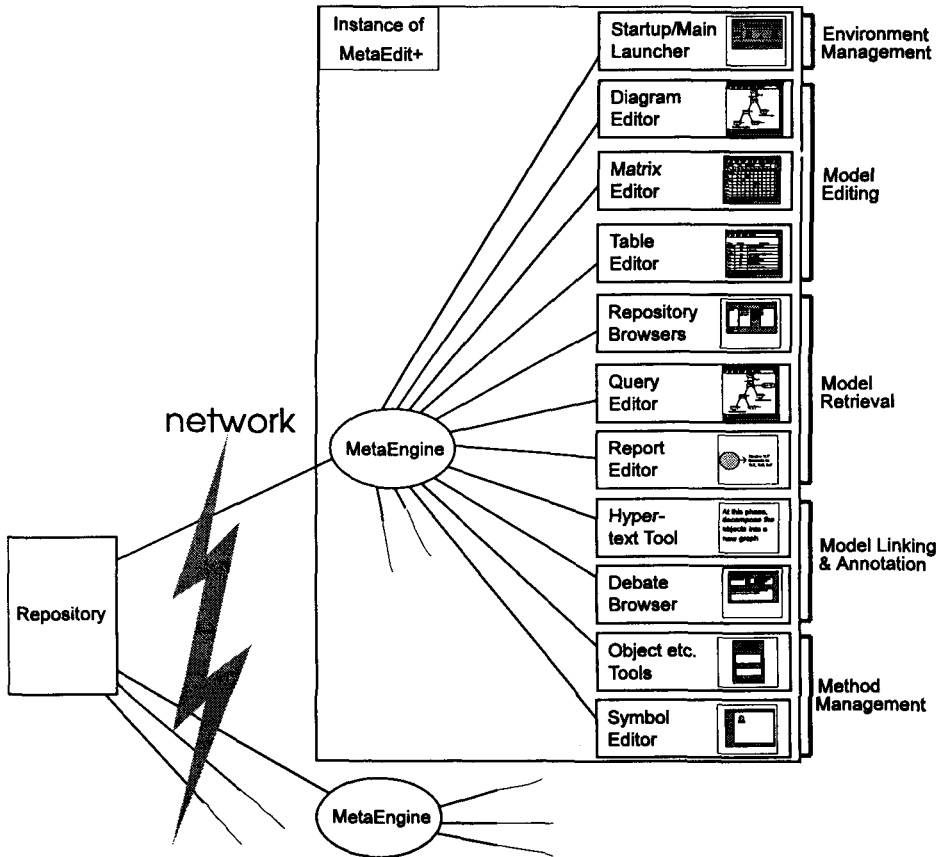 Instance of
MetaEdit+
Startup/Main
Launcher
Environment
Management
Diagram
Editor
Matrix
Editor
Table
Editor
Model
Editing
Repository
Browsers
Query
Editor
Report
Editor
Model
Retrieval
Hyper-
text Tool
At this phase,
decompose the
objects into a
new graph
Debate
Browser
Model Linking
& Annotation
Object etc.
Tools
Symbol
Editor
Method
Management
network
MetaEngine
Repository
MetaEngine